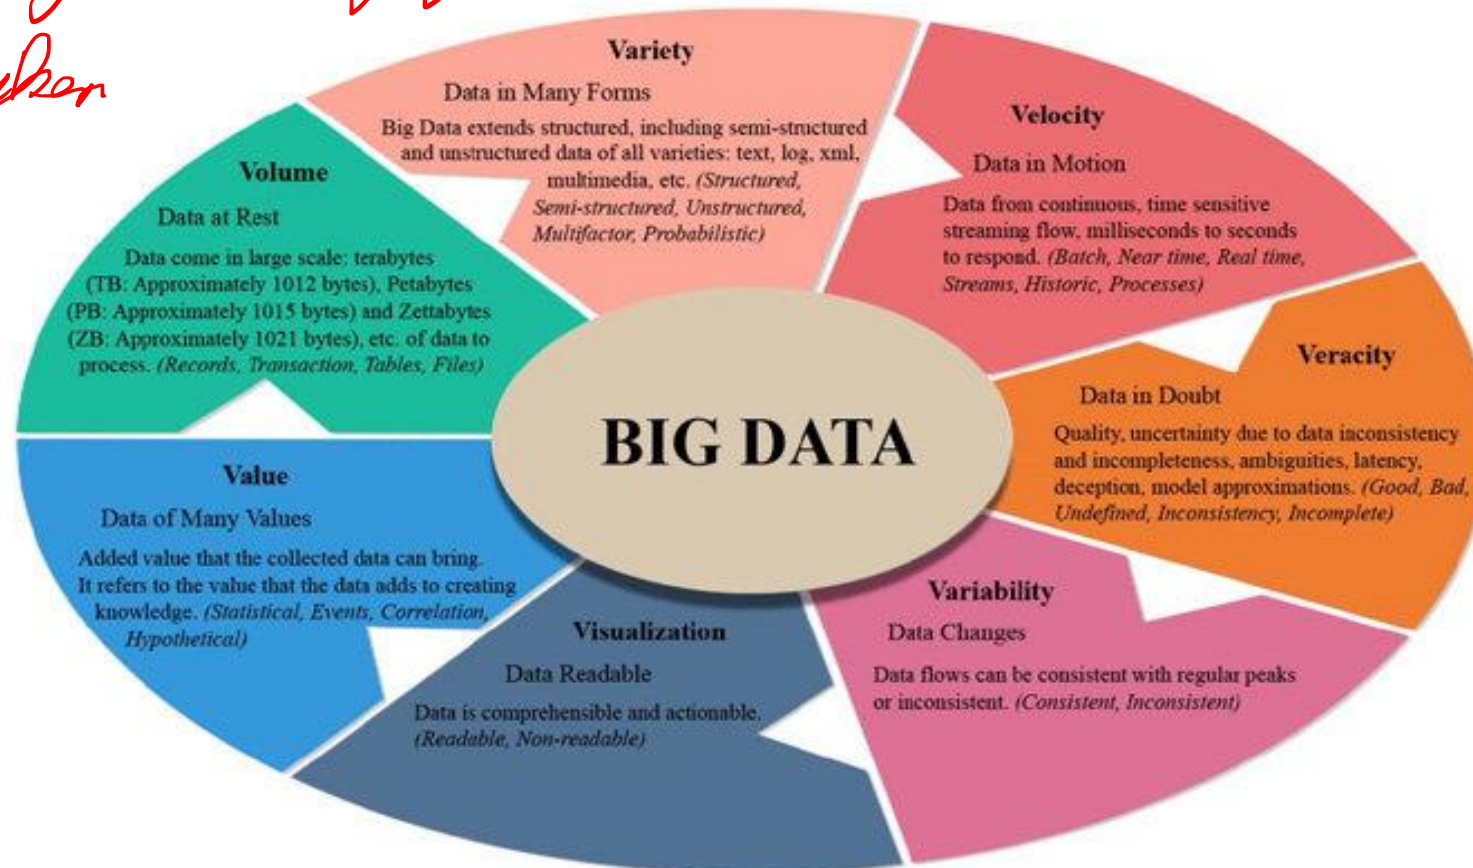 Variety
Data in Many Forms
Big Data extends structured, including semi-structured
and unstructured data of all varieties: text, log, xml,
multimedia, etc. (Structured,
Semi-structured, Unstructured,
Multifactor, Probabilistic)
Velocity
Data in Motion
Data from continuous, time sensitive
streaming flow, milliseconds to seconds
to respond. (Batch, Near time, Real time,
Streams, Historic, Processes)
Veracity
Data in Doubt
Quality, uncertainty due to data inconsistency
and incompleteness, ambiguities, latency,
deception, model approximations. (Good, Bad,
Undefined, Inconsistency, Incomplete)
Variability
Data Changes
Data flows can be consistent with regular peaks
or inconsistent. (Consistent, Inconsistent)
Visualization
Data Readable
Data is comprehensible and actionable.
(Readable, Non-readable)
Value
Data of Many Values
Added value that the collected data can bring.
It refers to the value that the data adds to creating
knowledge. (Statistical, Events, Correlation,
Hypothetical)
Volume
Data at Rest
Data come in large scale: terabytes
(TB: Approximately 1012 bytes), Petabytes
(PB: Approximately 1015 bytes) and Zettabytes
(ZB: Approximately 1021 bytes), etc. of data to
process. (Records, Transaction, Tables, Files)
BIG DATA